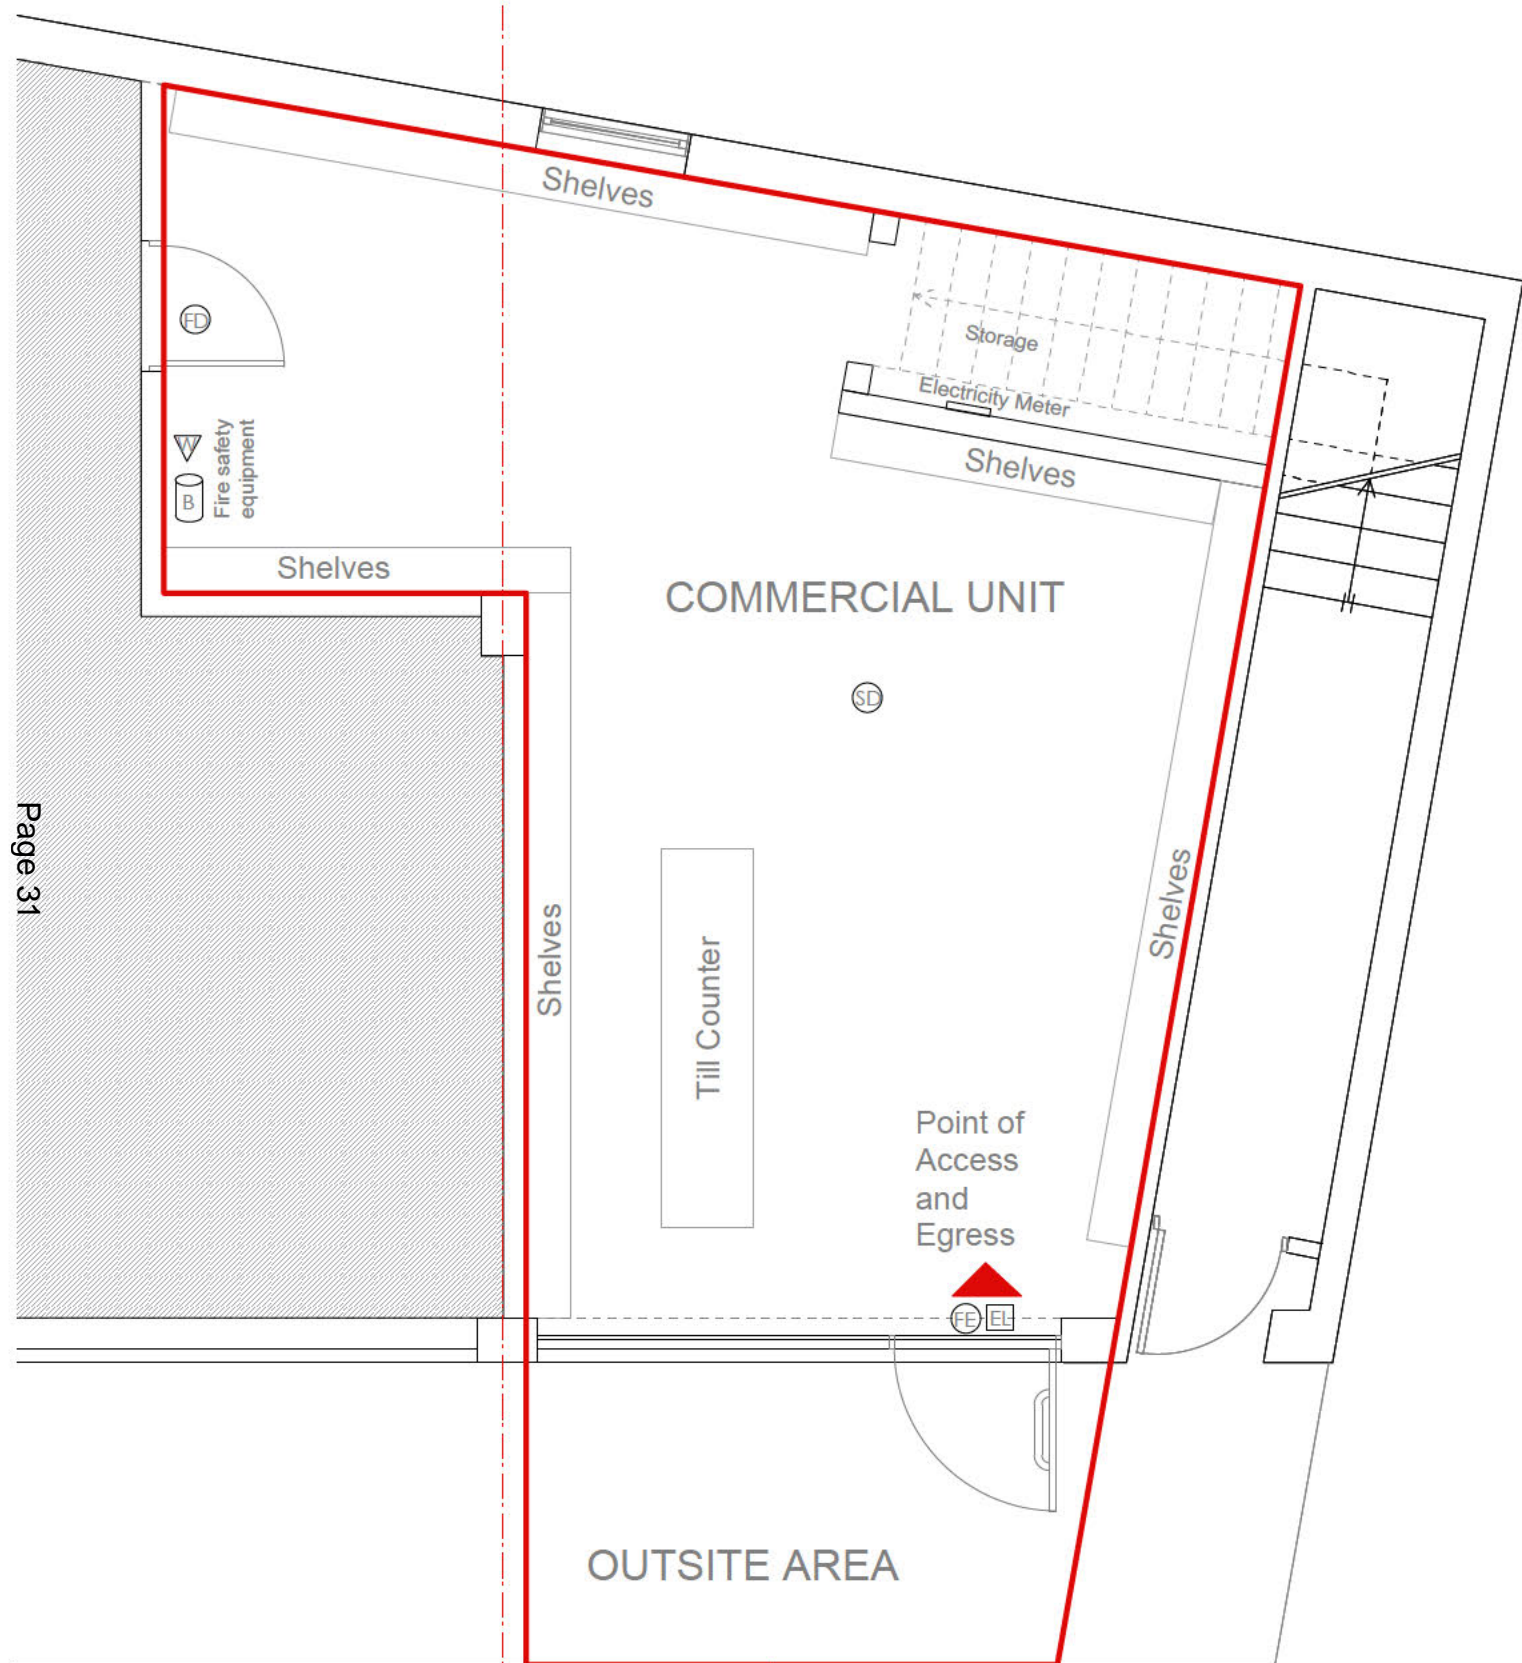 Shelves
Storage
Electricity Meter
Shelves
FD
W
B
Fire safety
equipment
Shelves
COMMERCIAL UNIT
SD
Page 31
Shelves
Shelves
Till Counter
Point of
Access
and
Egress
FE
EL
OUTSITE AREA